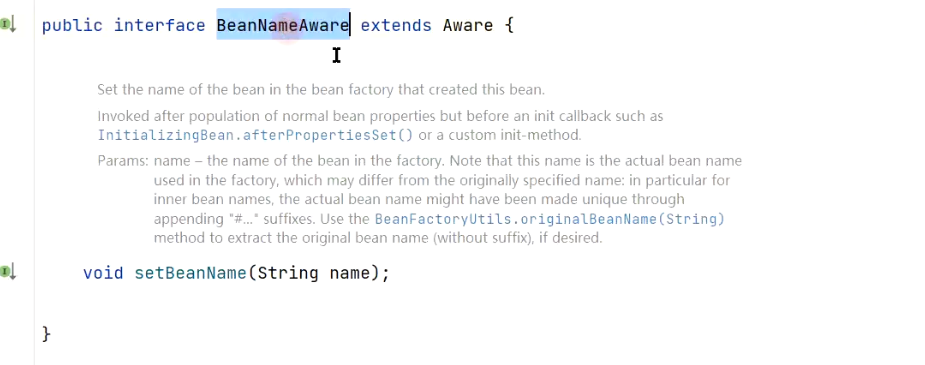 public interface BeanNameAware extends Aware {
Set the name of the bean in the bean factory that created this bean.
Invoked after population of normal bean properties but before an init callback such as
InitializingBean.afterPropertiesSet() or a custom init-method.
Params: name – the name of the bean in the factory. Note that this name is the actual bean name
used in the factory, which may differ from the originally specified name: in particular for
inner bean names, the actual bean name might have been made unique through
appending "#..." suffixes. Use the BeanFactoryUtils.originalBeanName(String)
method to extract the original bean name (without suffix), if desired.
void setBeanName(String name);
}